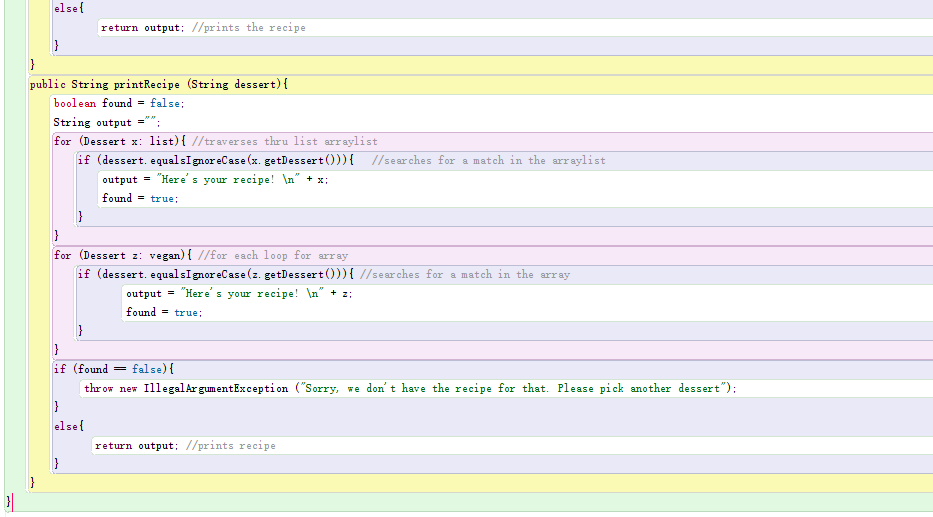 else{
return output; //prints the recipe
}
}
public String printRecipe (String dessert){
boolean found = false;
String output ="";
for (Dessert x: list){ //traverses thru list arraylist
if (dessert.equalsIgnoreCase(x.getDessert())){ //searches for a match in the arraylist
output = "Here's your recipe! \n" + x;
found = true;
}
}
for (Dessert z: vegan){ //for each loop for array
if (dessert.equalsIgnoreCase(z.getDessert())){ //searches for a match in the array
output = "Here's your recipe! \n" + z;
found = true;
}
}
if (found == false){
throw new IllegalArgumentException ("Sorry, we don't have the recipe for that. Please pick another dessert");
}
else{
return output; //prints recipe
}
}
}